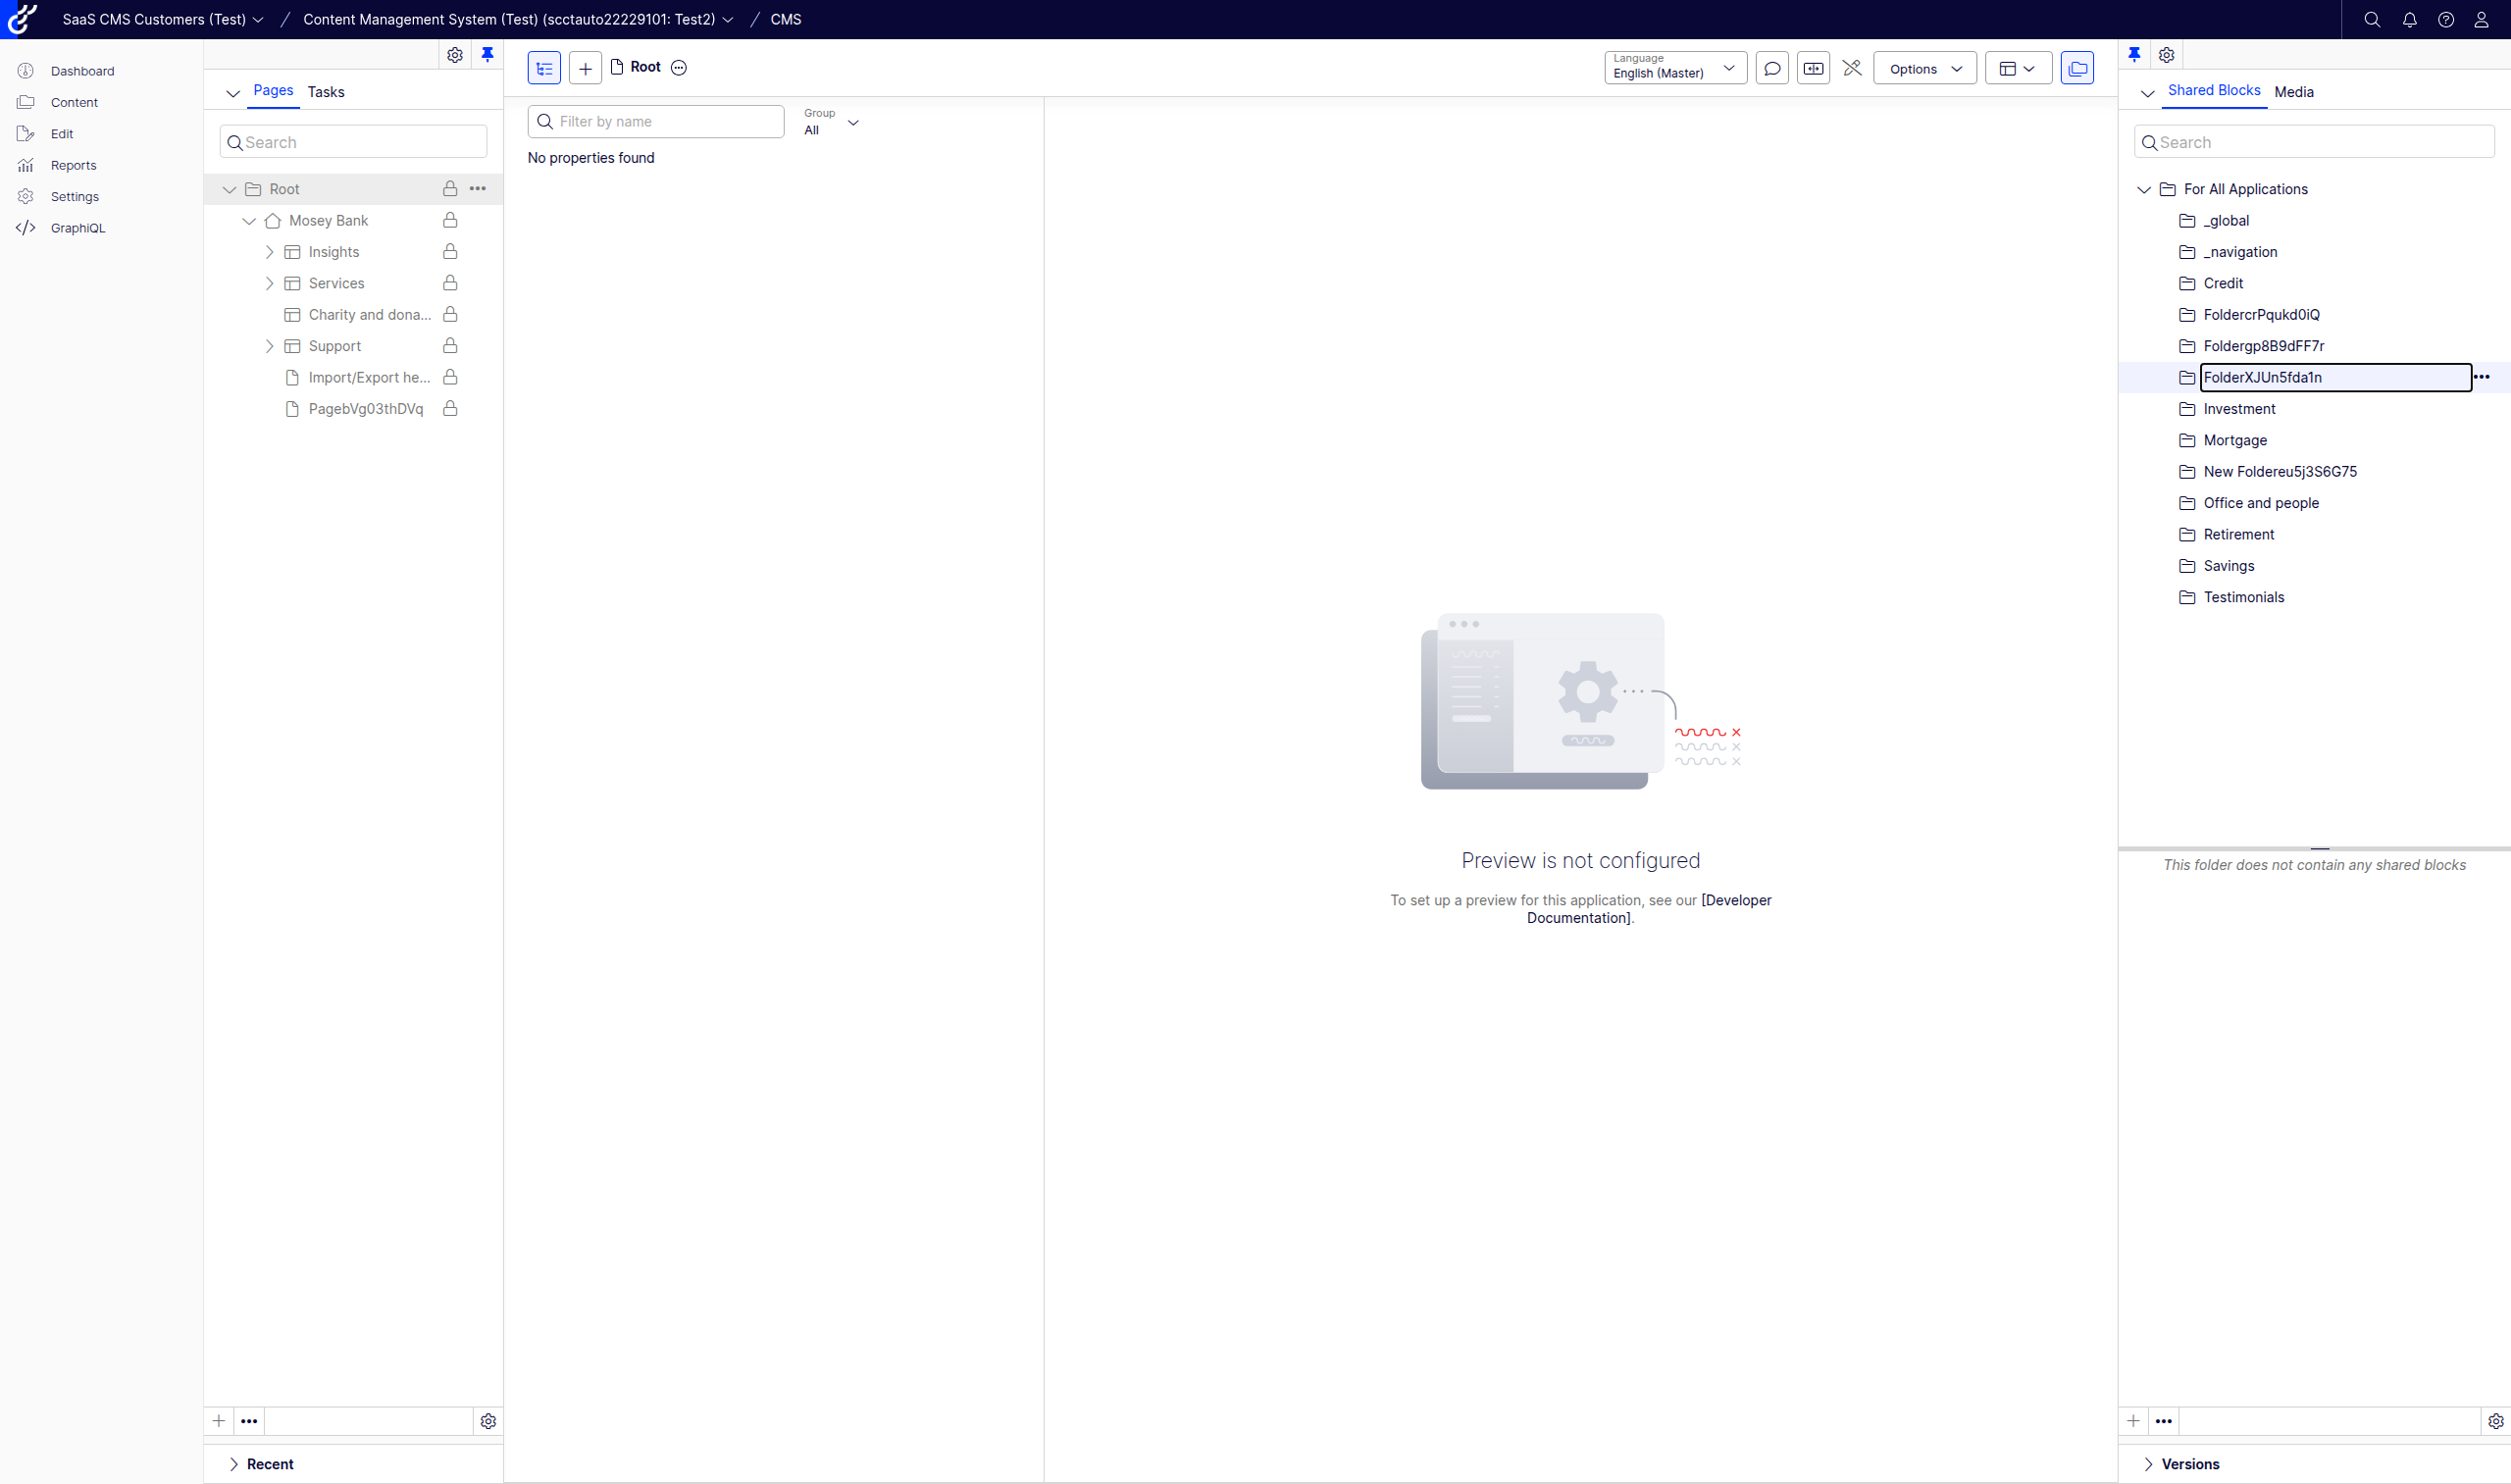 SaaS CMS Customers (Test) / Content Management System (Test) (scctauto22229101: Test2) / CMS
Dashboard
Content
Edit
Reports
Settings
GraphiQL
Pages Tasks
Search
Root
Mosey Bank
Insights
Services
Charity and dona...
Support
Import/Export he...
PagebVg03thDVq
Recent
Root
Language
English (Master)
Options
Filter by name
Group
All
No properties found
Preview is not configured
To set up a preview for this application, see our [Developer
Documentation].
Shared Blocks Media
Search
For All Applications
_global
_navigation
Credit
FoldercrPqukd0iQ
Foldergp8B9dFF7r
FolderXJUn5fda1n
Investment
Mortgage
New Foldereu5j3S6G75
Office and people
Retirement
Savings
Testimonials
This folder does not contain any shared blocks
Versions